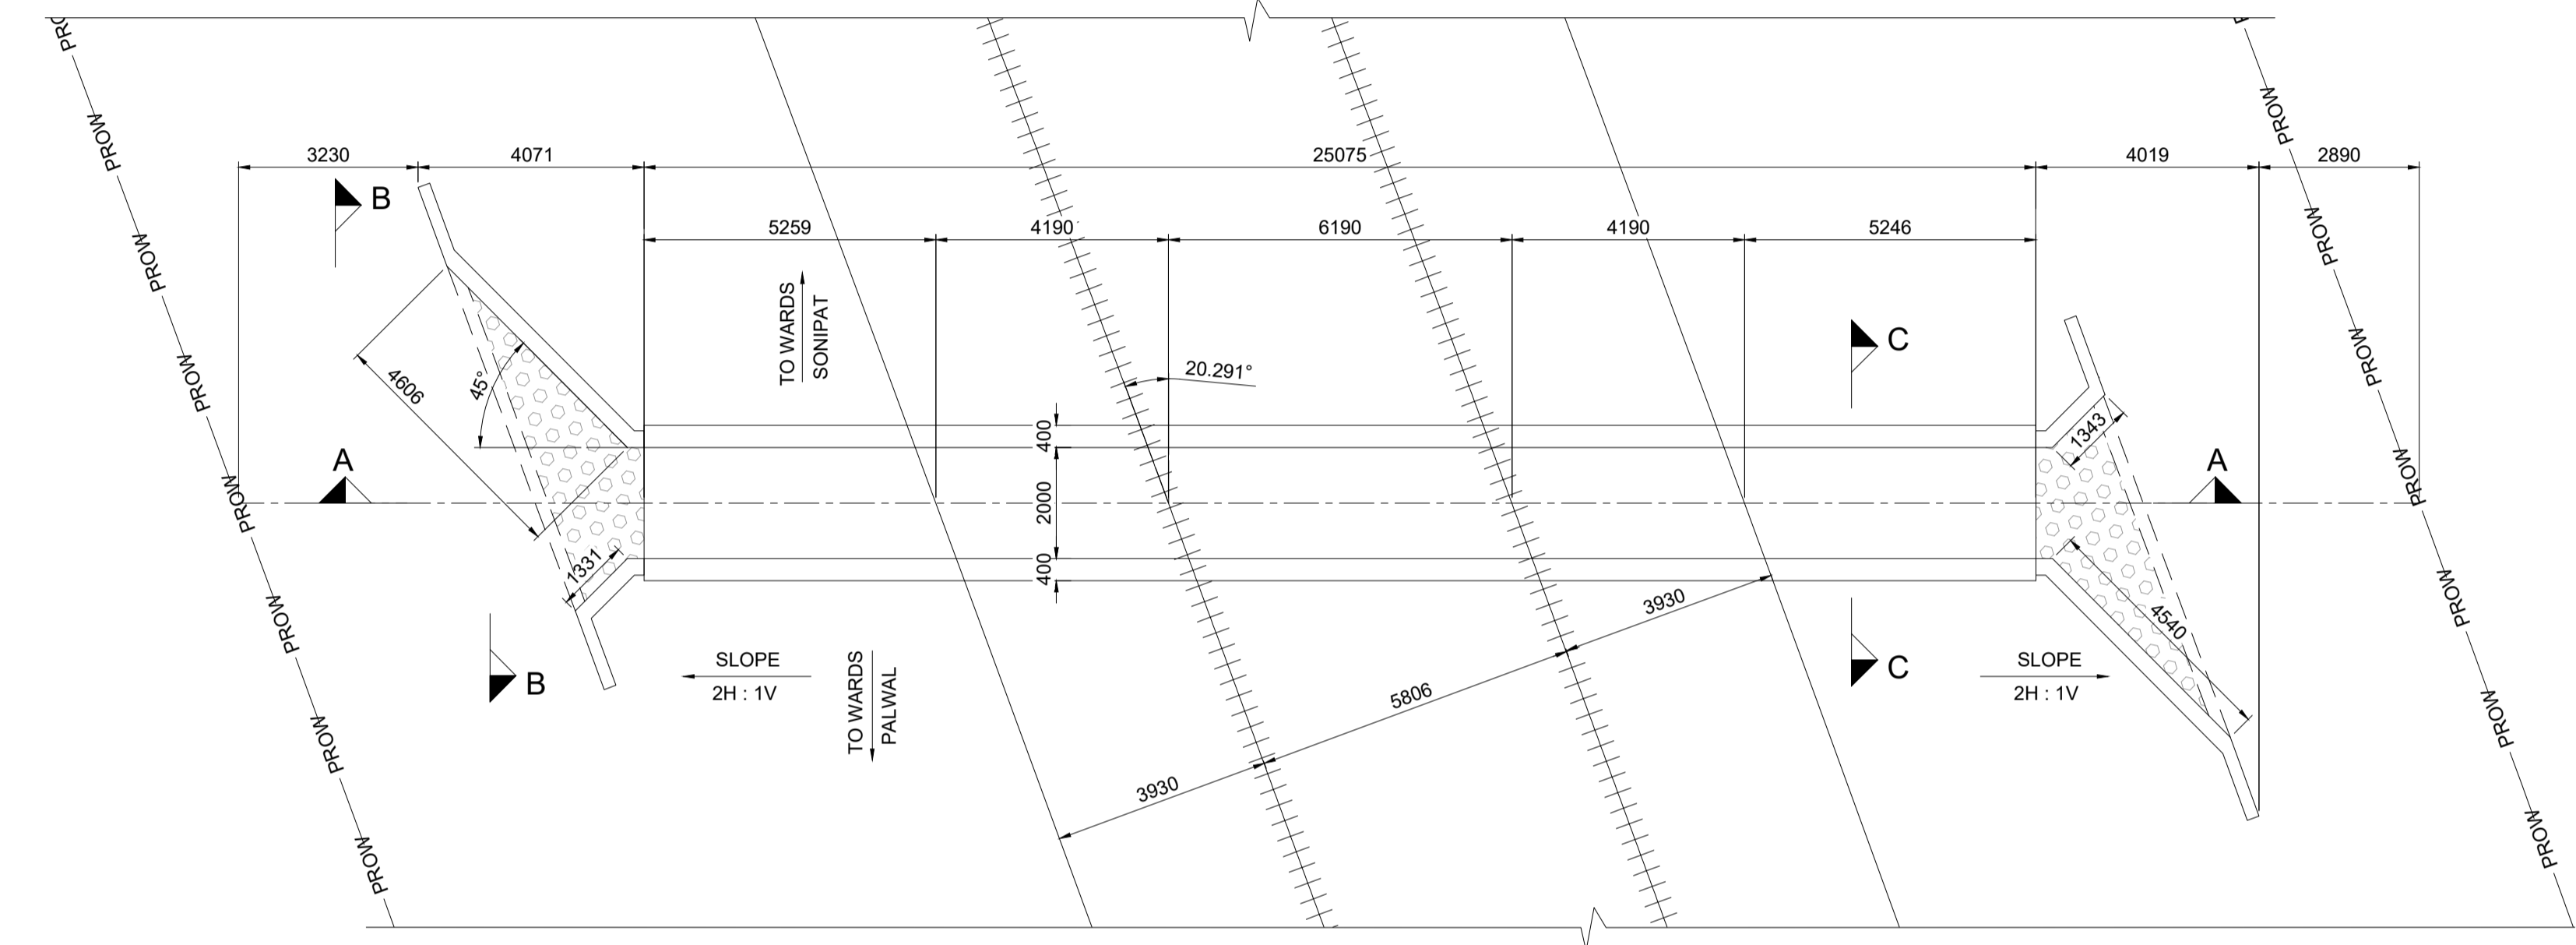 PROW PROW PROW PROW PROW PROW PROW PROW
PROW PROW PROW PROW PROW PROW PROW PROW
3230 4071 25075 4019 2890
B
5259 4190 6190 4190 5246
TO WARDS
SONIPAT
C
20.291°
4606
45°
400
1343
A
A
2000
1331
400
4540
3930
B
SLOPE
2H : 1V
TO WARDS
PALWAL
C
SLOPE
2H : 1V
5806
3930